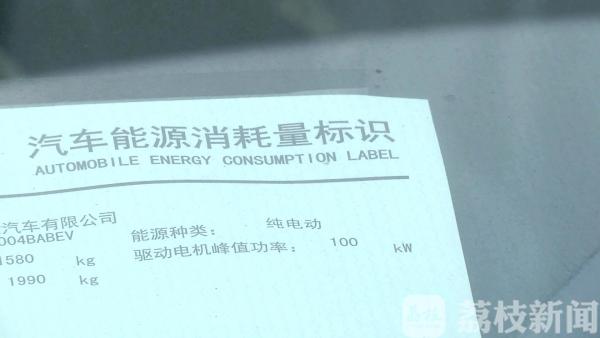 汽车能源消耗量标识
AUTOMOBILE ENERGY CONSUMPTION LABEL
汽车有限公司
能源种类： 纯电动
004BABEV
驱动电机峰值功率： 100 kW
1580 kg
1990 kg
荔枝新闻